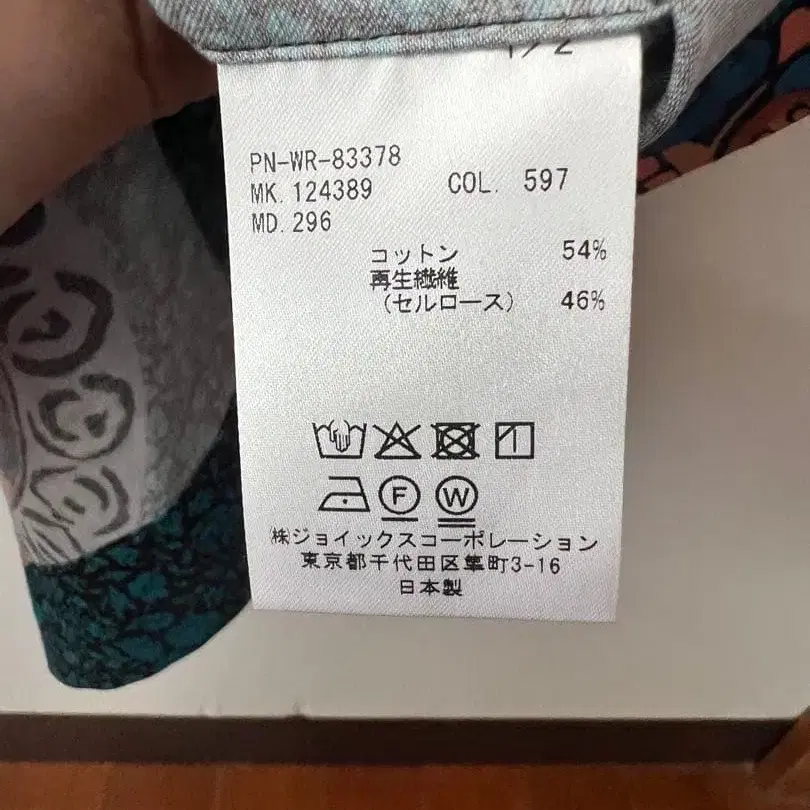 1/2
PN-WR-83378
MK. 124389 COL. 597
MD. 296
コットン 54%
再生繊維
（セルロース） 46%
F W
㈱ジョイックスコーポレーション
東京都千代田区隼町3-16
日本製